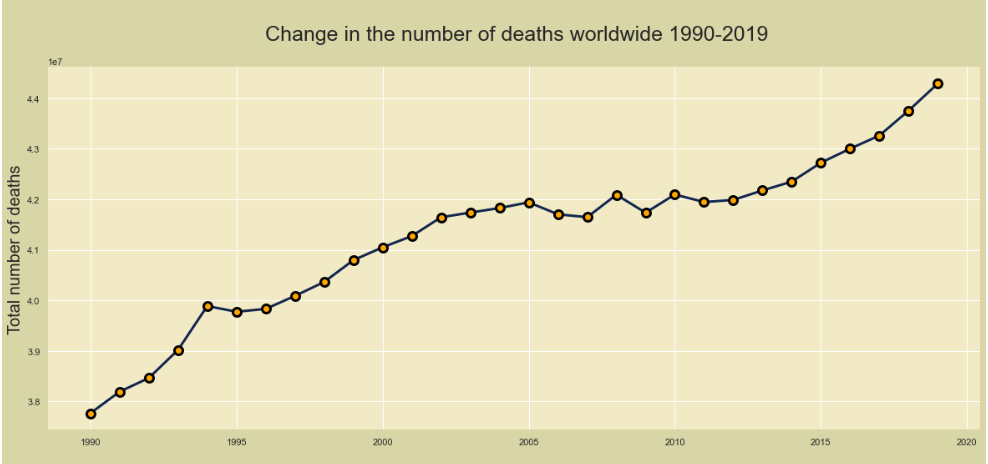 Change in the number of deaths worldwide 1990-2019
1e7
4.4
4.3
4.2
4.1
4.0
3.9
3.8
Total number of deaths
1990 1995 2000 2005 2010 2015 2020